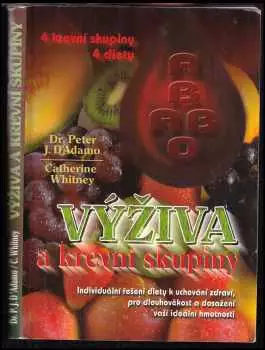 VÝŽIVA A KREVNÍ SKUPINY
Dr. P. J. D'Adamo / C. Whitney
4 krevní skupiny
4 diety
A
B
A B A B
O
Dr. Peter
J. D'Adamo
Catherine
Whitney
VÝŽIVA
a krevní skupiny
Individuální řešení diety k uchování zdraví,
pro dlouhověkost a dosažení
vaší ideální hmotnosti